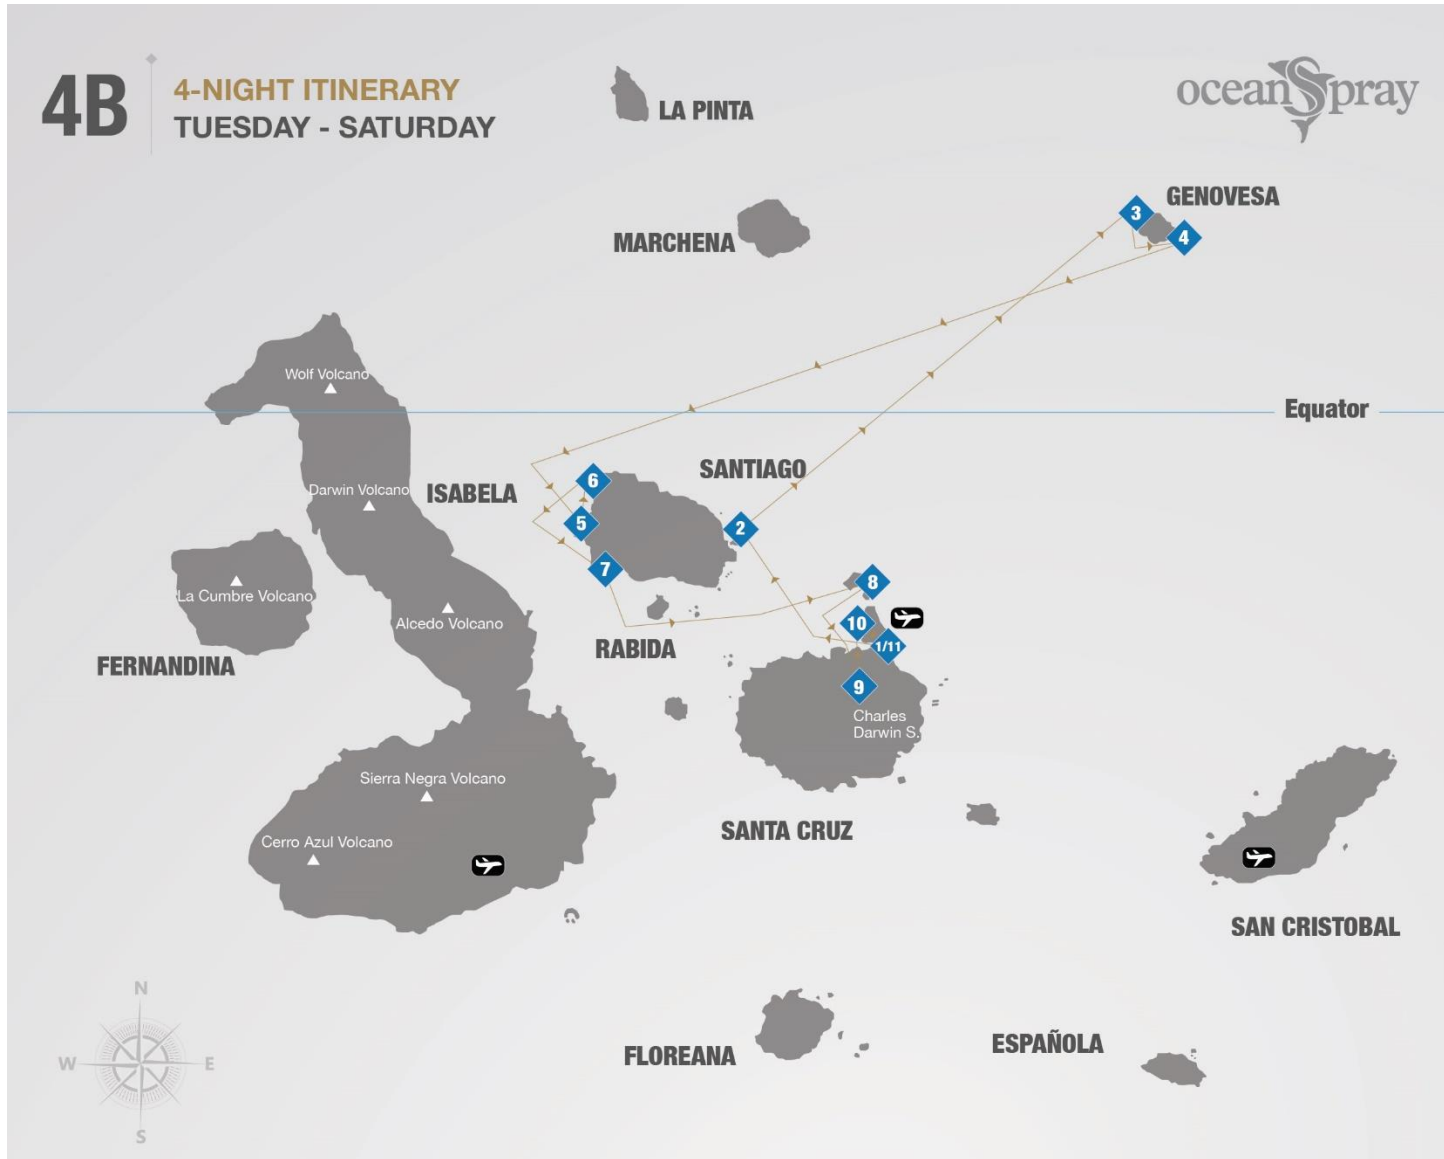 4B
4-NIGHT ITINERARY
TUESDAY - SATURDAY
oceanSpray
LA PINTA
GENOVESA
3
4
MARCHENA
Wolf Volcano
Equator
SANTIAGO
6
Darwin Volcano
ISABELA
5
2
7
8
La Cumbre Volcano
Alcedo Volcano
10
RABIDA
1/11
FERNANDINA
9
Charles
Darwin S.
Sierra Negra Volcano
SANTA CRUZ
Cerro Azul Volcano
SAN CRISTOBAL
N
W
E
S
FLOREANA
ESPAÑOLA